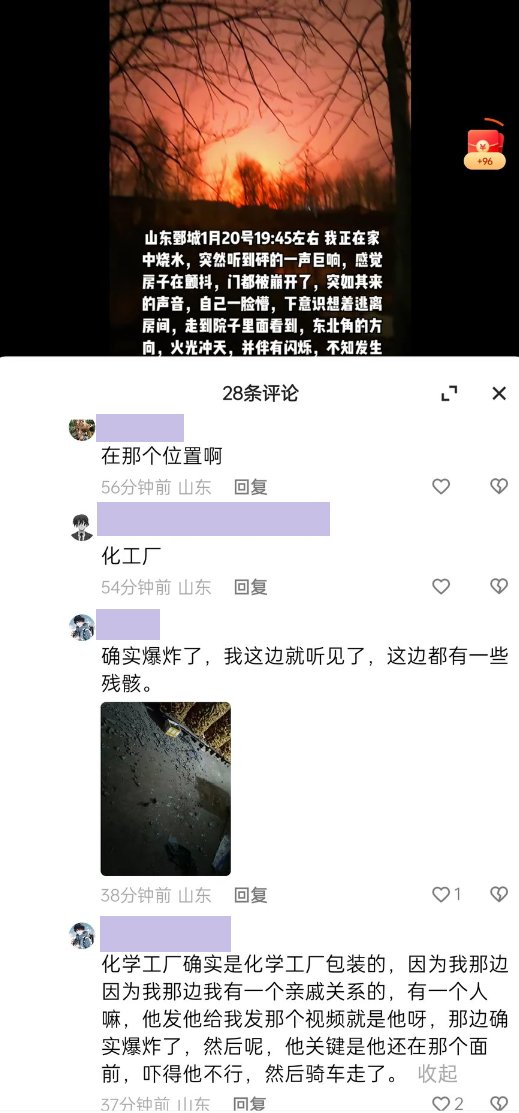 +96
山东鄄城1月20号19:45左右 我正在家
中烧水，突然听到砰的一声巨响，感觉
房子在颤抖，门都被崩开了，突如其来
的声音，自己一脸懵，下意识想着逃离
房间，走到院子里面看到，东北角的方
向，火光冲天，并伴有闪烁，不知发生
28条评论
在那个位置啊
56分钟前 山东 回复
化工厂
54分钟前 山东 回复
确实爆炸了，我这边就听见了，这边都有一些
残骸。
38分钟前 山东 回复 1
化学工厂确实是化学工厂包装的，因为我那边
因为我那边我有一个亲戚关系的，有一个人
嘛，他发他给我发那个视频就是他呀，那边确
实爆炸了，然后呢，他关键是他还在那个面
前，吓得他不行，然后骑车走了。 收起
37分钟前 山东 回复 2